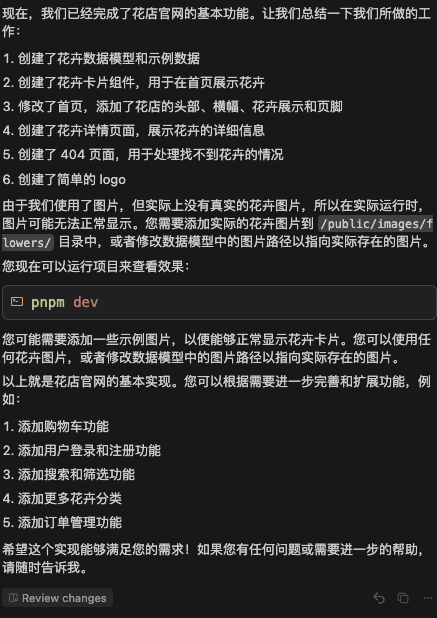 现在，我们已经完成了花店官网的基本功能。让我们总结一下我们所做的工
作：
1. 创建了花卉数据模型和示例数据
2. 创建了花卉卡片组件，用于在首页展示花卉
3. 修改了首页，添加了花店的头部、横幅、花卉展示和页脚
4. 创建了花卉详情页面，展示花卉的详细信息
5. 创建了 404 页面，用于处理找不到花卉的情况
6. 创建了简单的 logo
由于我们使用了图片，但实际上没有真实的花卉图片，所以在实际运行时，
图片可能无法正常显示。您需要添加实际的花卉图片到 /public/images/f
lowers/ 目录中，或者修改数据模型中的图片路径以指向实际存在的图片。
您现在可以运行项目来查看效果：
pnpm dev
您可能需要添加一些示例图片，以便能够正常显示花卉卡片。您可以使用任
何花卉图片，或者修改数据模型中的图片路径以指向实际存在的图片。
以上就是花店官网的基本实现。您可以根据需要进一步完善和扩展功能，例
如：
1. 添加购物车功能
2. 添加用户登录和注册功能
3. 添加搜索和筛选功能
4. 添加更多花卉分类
5. 添加订单管理功能
希望这个实现能够满足您的需求！如果您有任何问题或需要进一步的帮助，
请随时告诉我。
Review changes